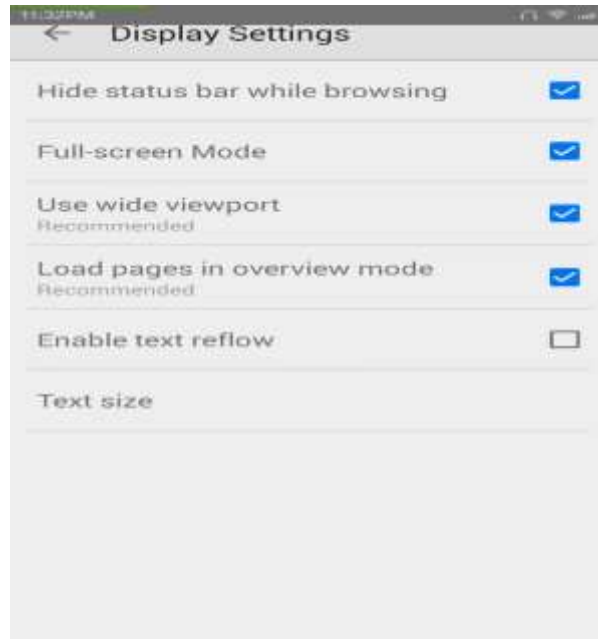 11:32PM
Display Settings
Hide status bar while browsing
Full-screen Mode
Use wide viewport
Recommended
Load pages in overview mode
Recommended
Enable text reflow
Text size